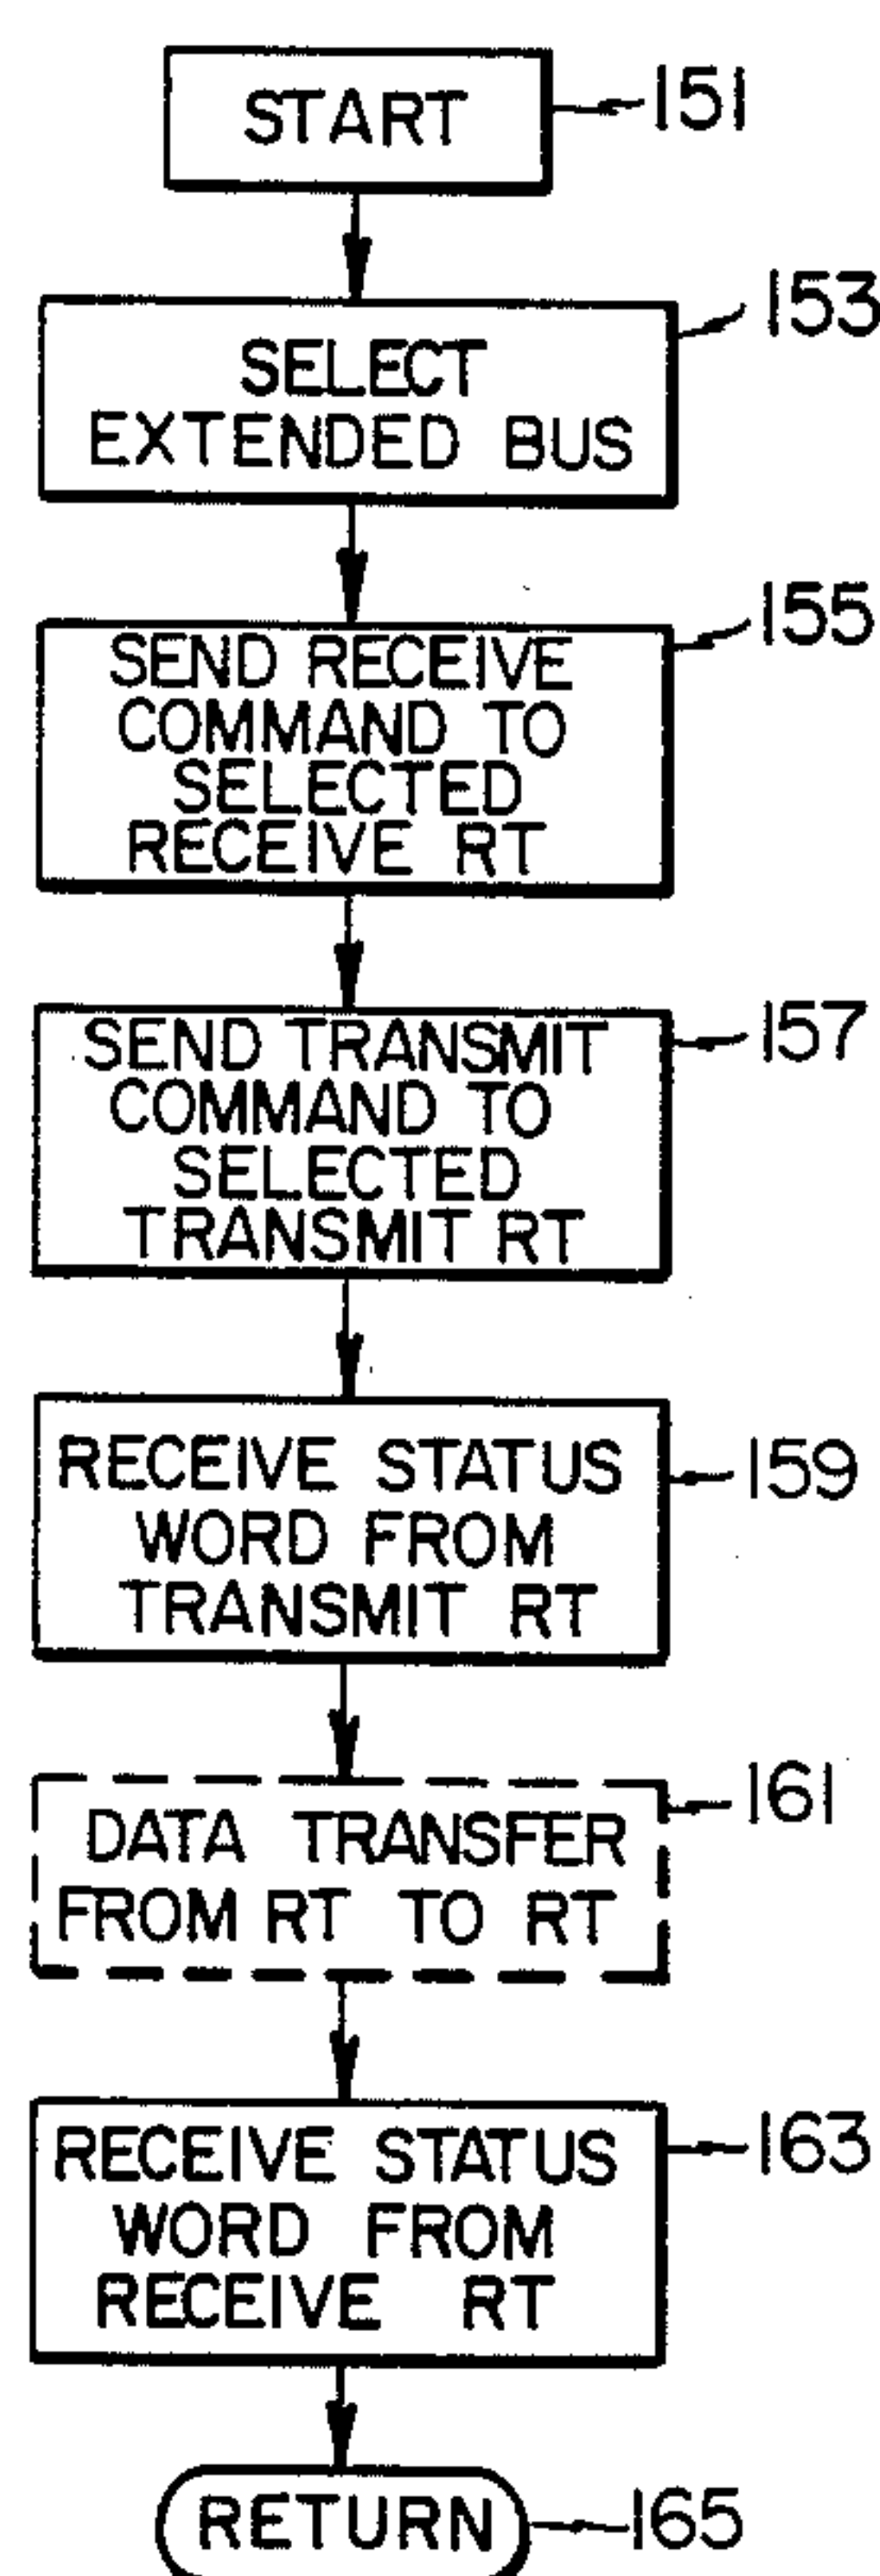 START
151
SELECT
EXTENDED BUS
153
SEND RECEIVE
COMMAND TO
SELECTED
RECEIVE RT
155
SEND TRANSMIT
COMMAND TO
SELECTED
TRANSMIT RT
157
RECEIVE STATUS
WORD FROM
TRANSMIT RT
159
DATA TRANSFER
FROM RT TO RT
161
RECEIVE STATUS
WORD FROM
RECEIVE RT
163
RETURN
165